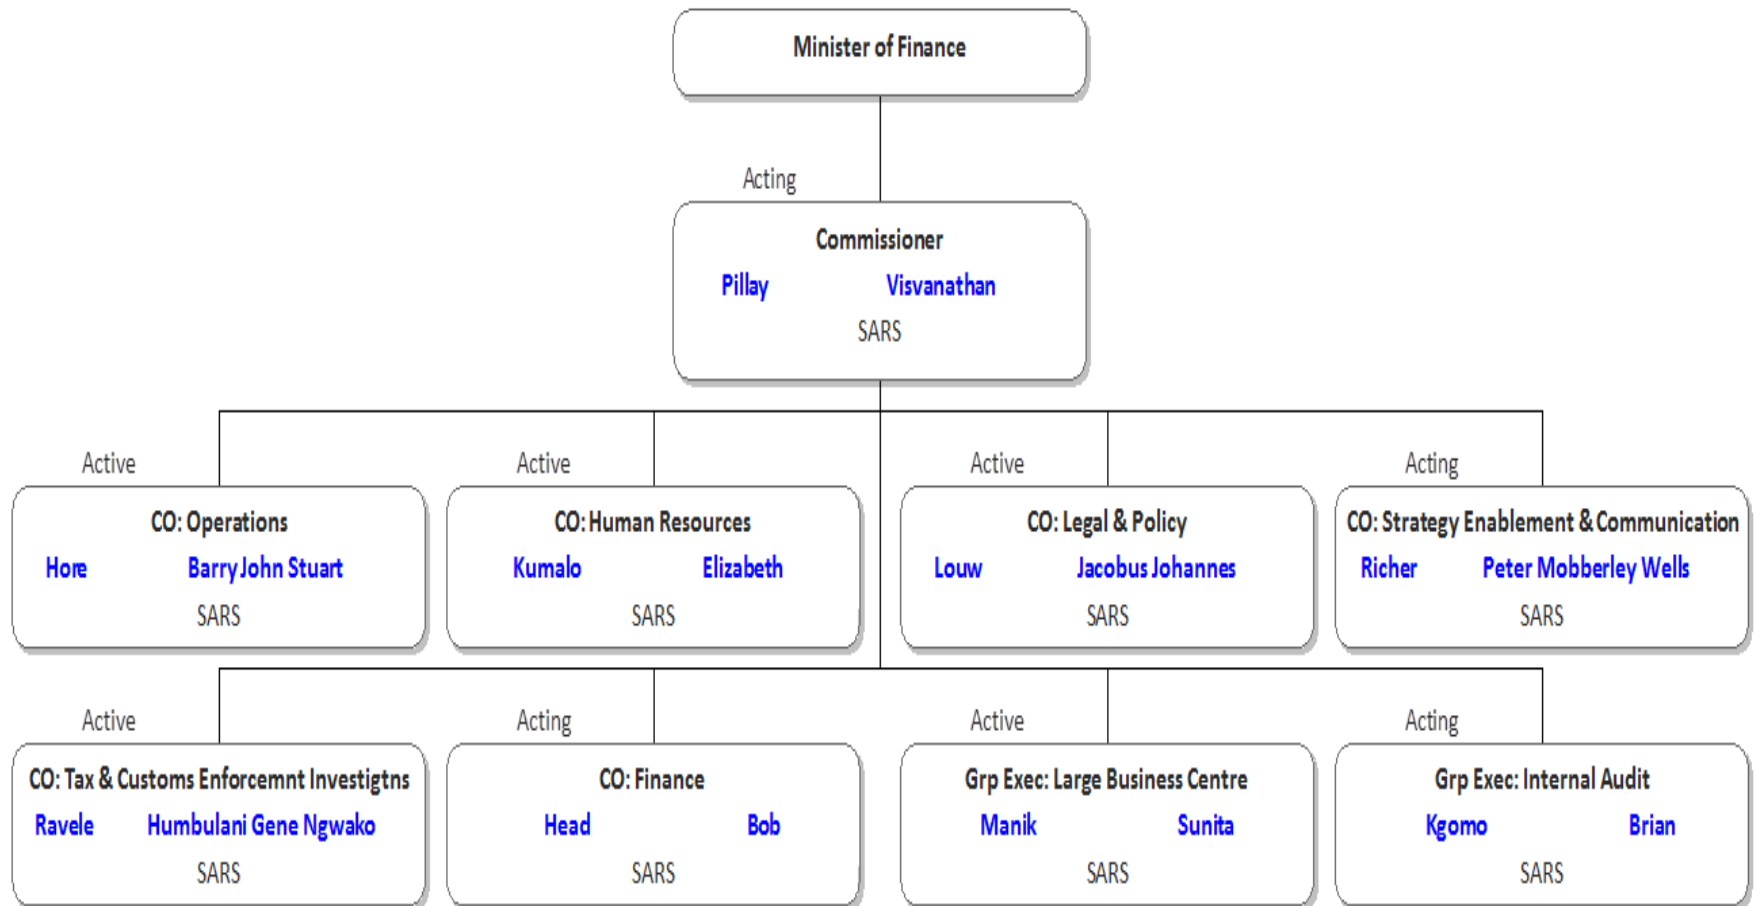 Minister of Finance
Acting
Commissioner
Pillay Visvanathan
SARS
Active
CO: Operations
Hore Barry John Stuart
SARS
Active
CO: Human Resources
Kumalo Elizabeth
SARS
Active
CO: Legal & Policy
Louw Jacobus Johannes
SARS
Acting
CO: Strategy Enablement & Communication
Richer Peter Mobberley Wells
SARS
Active
CO: Tax & Customs Enforcemnt Investigtns
Ravele Humbulani Gene Ngwako
SARS
Acting
CO: Finance
Head Bob
SARS
Active
Grp Exec: Large Business Centre
Manik Sunita
SARS
Acting
Grp Exec: Internal Audit
Kgomo Brian
SARS